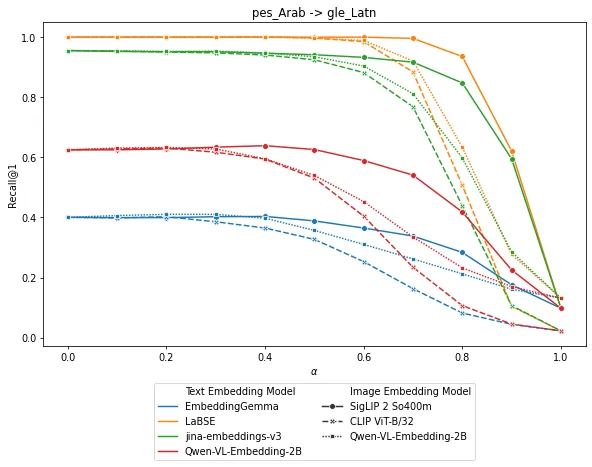 pes_Arab -> gle_Latn
Recall@1
1.0
0.8
0.6
0.4
0.2
0.0
0.0 0.2 0.4 0.6 0.8 1.0
α
Text Embedding Model
EmbeddingGemma
LaBSE
jina-embeddings-v3
Qwen-VL-Embedding-2B
Image Embedding Model
SigLIP 2 So400m
CLIP ViT-B/32
Qwen-VL-Embedding-2B